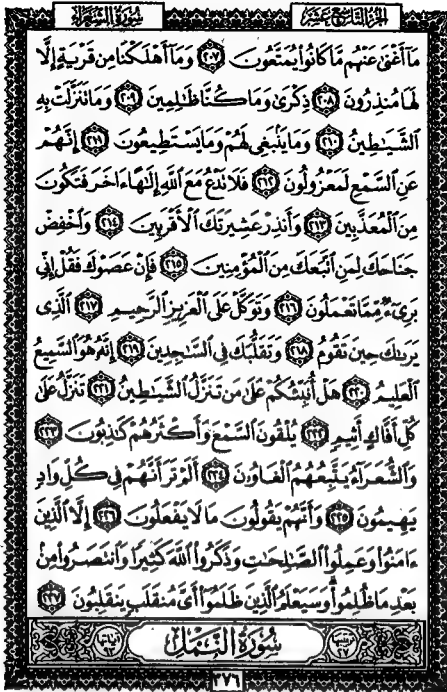 الجزء التاسع عشر
سورة الشعراء
مَآ أَغْنَىٰ عَنْهُم مَّا كَانُوا۟ يُمَتَّعُونَ ٢٠٧ وَمَآ أَهْلَكْنَا مِن قَرْيَةٍ إِلَّا
لَهَا مُنذِرُونَ ٢٠٨ ذِكْرَىٰ وَمَا كُنَّا ظَٰلِمِينَ ٢٠٩ وَمَا تَنَزَّلَتْ بِهِ
ٱلشَّيَٰطِينُ ٢١٠ وَمَا يَنۢبَغِى لَهُمْ وَمَا يَسْتَطِيعُونَ ٢١١ إِنَّهُمْ
عَنِ ٱلسَّمْعِ لَمَعْزُولُونَ ٢١٢ فَلَا تَدْعُ مَعَ ٱللَّهِ إِلَٰهًا ءَاخَرَ فَتَكُونَ
مِنَ ٱلْمُعَذَّبِينَ ٢١٣ وَأَنذِرْ عَشِيرَتَكَ ٱلْأَقْرَبِينَ ٢١٤ وَٱخْفِضْ
جَنَاحَكَ لِمَنِ ٱتَّبَعَكَ مِنَ ٱلْمُؤْمِنِينَ ٢١٥ فَإِنْ عَصَوْكَ فَقُلْ إِنِّى
بَرِىٓءٌ مِّمَّا تَعْمَلُونَ ٢١٦ وَتَوَكَّلْ عَلَى ٱلْعَزِيزِ ٱلرَّحِيمِ ٢١٧ ٱلَّذِى
يَرَىٰكَ حِينَ تَقُومُ ٢١٨ وَتَقَلُّبَكَ فِى ٱلسَّٰجِدِينَ ٢١٩ إِنَّهُۥ هُوَ ٱلسَّمِيعُ
ٱلْعَلِيمُ ٢٢٠ هَلْ أُنَبِّئُكُمْ عَلَىٰ مَن تَنَزَّلُ ٱلشَّيَٰطِينُ ٢٢١ تَنَزَّلُ عَلَىٰ
كُلِّ أَفَّاكٍ أَثِيمٍ ٢٢٢ يُلْقُونَ ٱلسَّمْعَ وَأَكْثَرُهُمْ كَٰذِبُونَ ٢٢٣
وَٱلشُّعَرَآءُ يَتَّبِعُهُمُ ٱلْغَاوُۥنَ ٢٢٤ أَلَمْ تَرَ أَنَّهُمْ فِى كُلِّ وَادٍ
يَهِيمُونَ ٢٢٥ وَأَنَّهُمْ يَقُولُونَ مَا لَا يَفْعَلُونَ ٢٢٦ إِلَّا ٱلَّذِينَ
ءَامَنُوا۟ وَعَمِلُوا۟ ٱلصَّٰلِحَٰتِ وَذَكَرُوا۟ ٱللَّهَ كَثِيرًا وَٱنتَصَرُوا۟ مِنۢ
بَعْدِ مَا ظُلِمُوا۟ وَسَيَعْلَمُ ٱلَّذِينَ ظَلَمُوٓا۟ أَىَّ مُنقَلَبٍ يَنقَلِبُونَ ٢٢٧
سورة النمل
٣٧٦